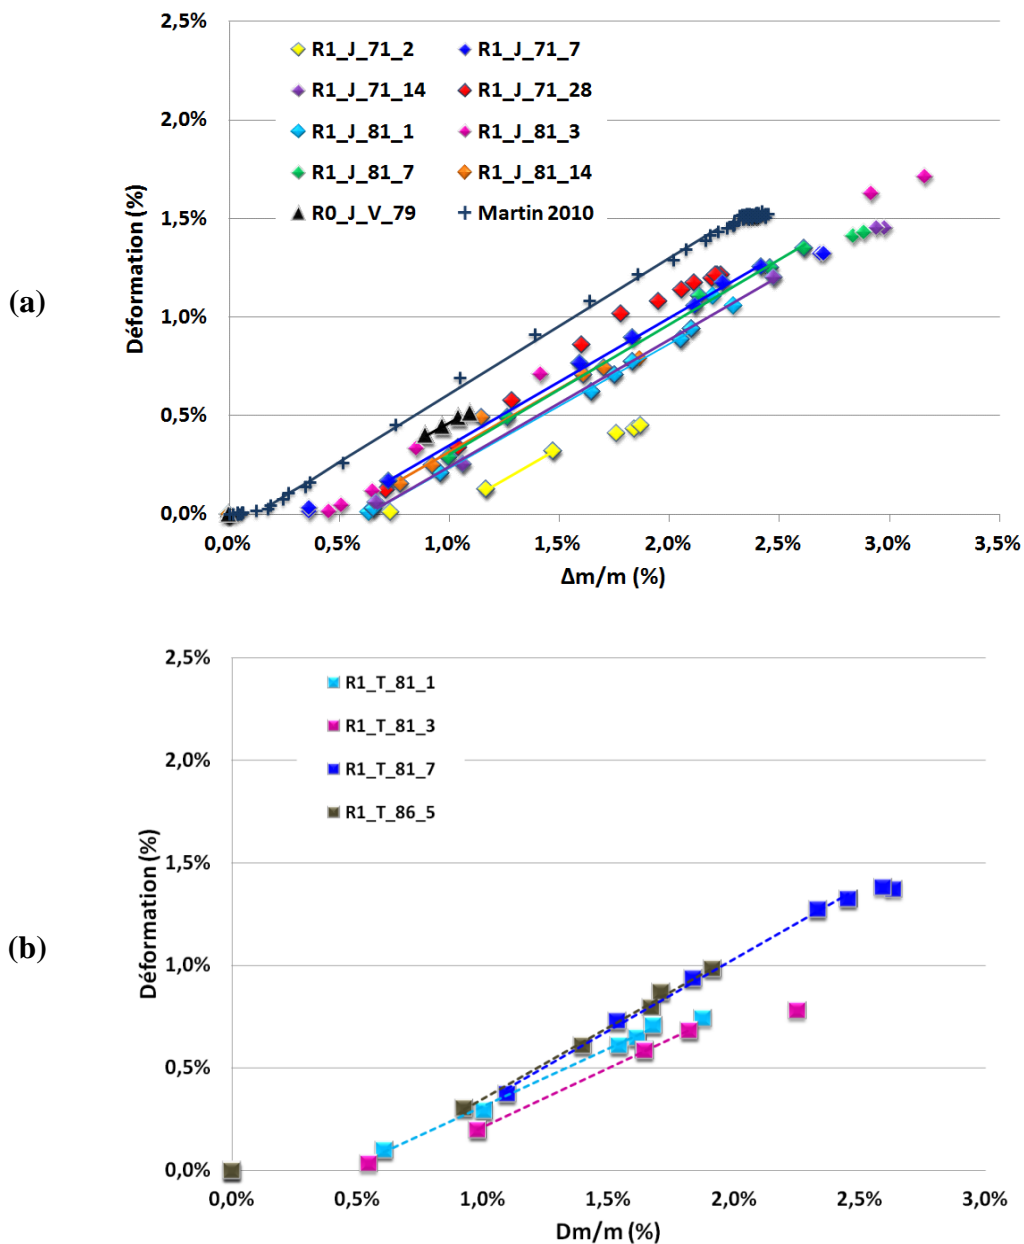 2,5%
R1_J_71_2 R1_J_71_7
R1_J_71_14 R1_J_71_28
2,0%
R1_J_81_1 R1_J_81_3
R1_J_81_7 R1_J_81_14
R0_J_V_79 Martin 2010
1,5%
Déformation (%)
(a)
1,0%
0,5%
0,0%
0,0% 0,5% 1,0% 1,5% 2,0% 2,5% 3,0% 3,5%
Δm/m (%)
2,5%
R1_T_81_1
R1_T_81_3
2,0%
R1_T_81_7
R1_T_86_5
1,5%
Déformation (%)
(b)
1,0%
0,5%
0,0%
0,0% 0,5% 1,0% 1,5% 2,0% 2,5% 3,0%
Dm/m (%)